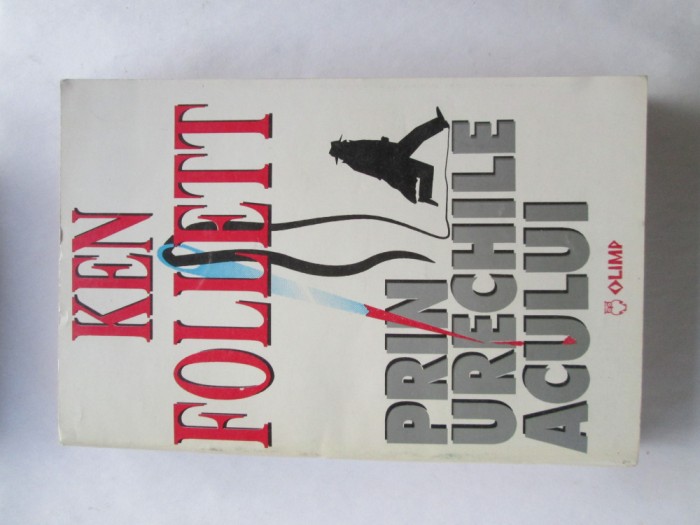 KEN
FOLLETT
PRIN
URECHILE
ACULUI
OLIMP